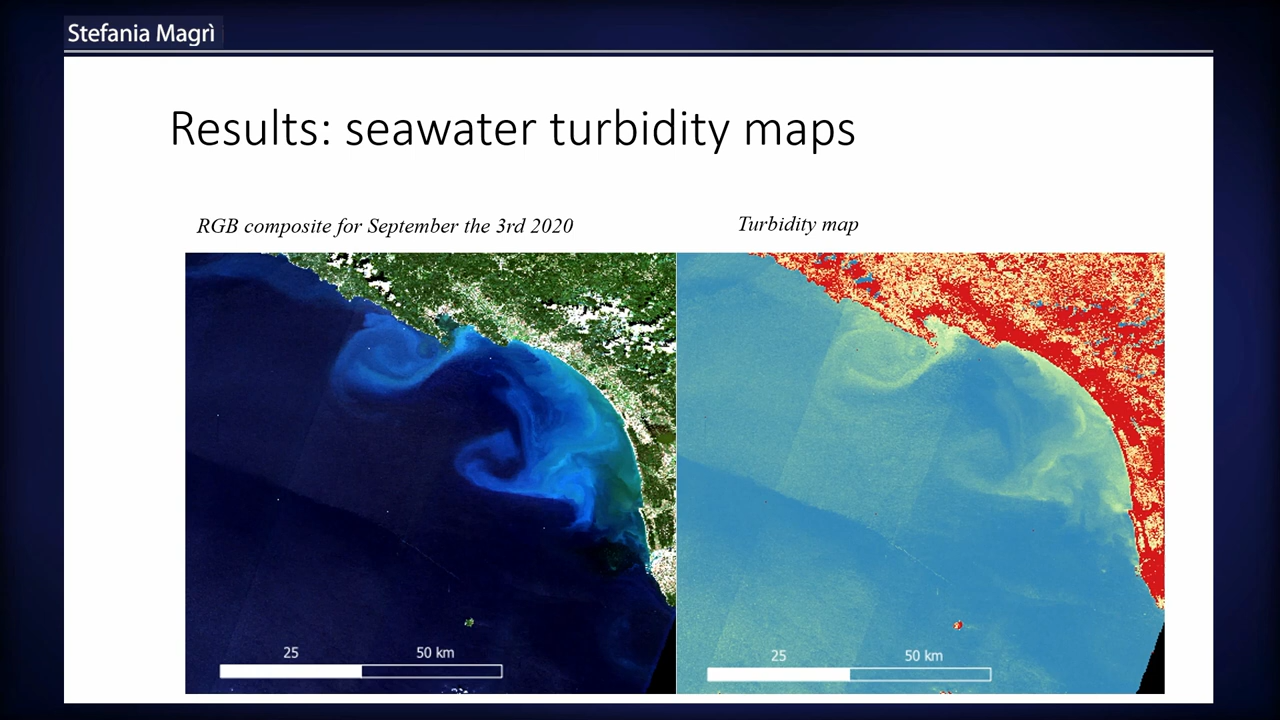 Stefania Magrì
Results: seawater turbidity maps
RGB composite for September the 3rd 2020
Turbidity map
25 50 km
25 50 km